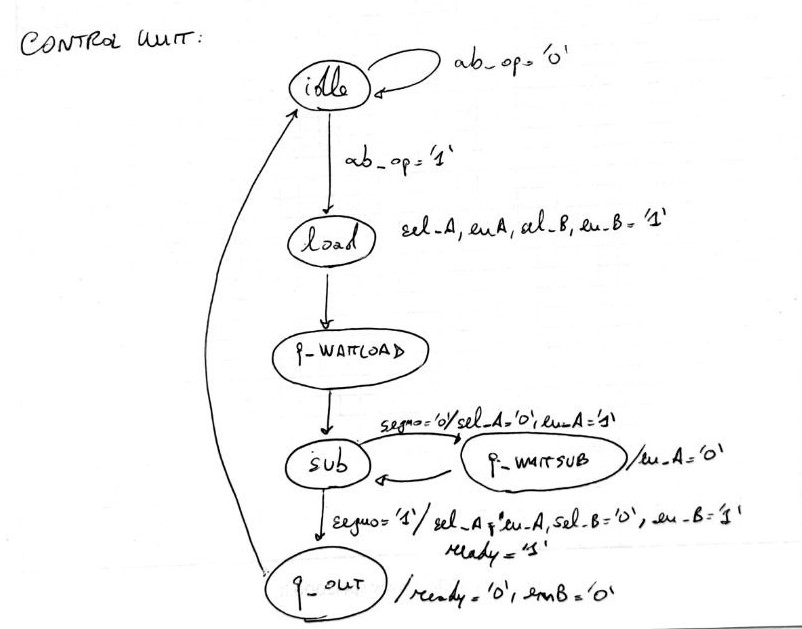 CONTROL UNIT:
idle
ab_op='0'
ab_op='1'
load
sel_A, en_A, sel_B, en_B = '1'
q_WAITLOAD
segno='0'/sel_A='0', en_A='1'
sub
q_WAITSUB
/en_A='0'
segno='1'/ sel_A, en_A, sel_B='0', en_B='1'
ready='1'
q_OUT
/ready='0', enB='0'